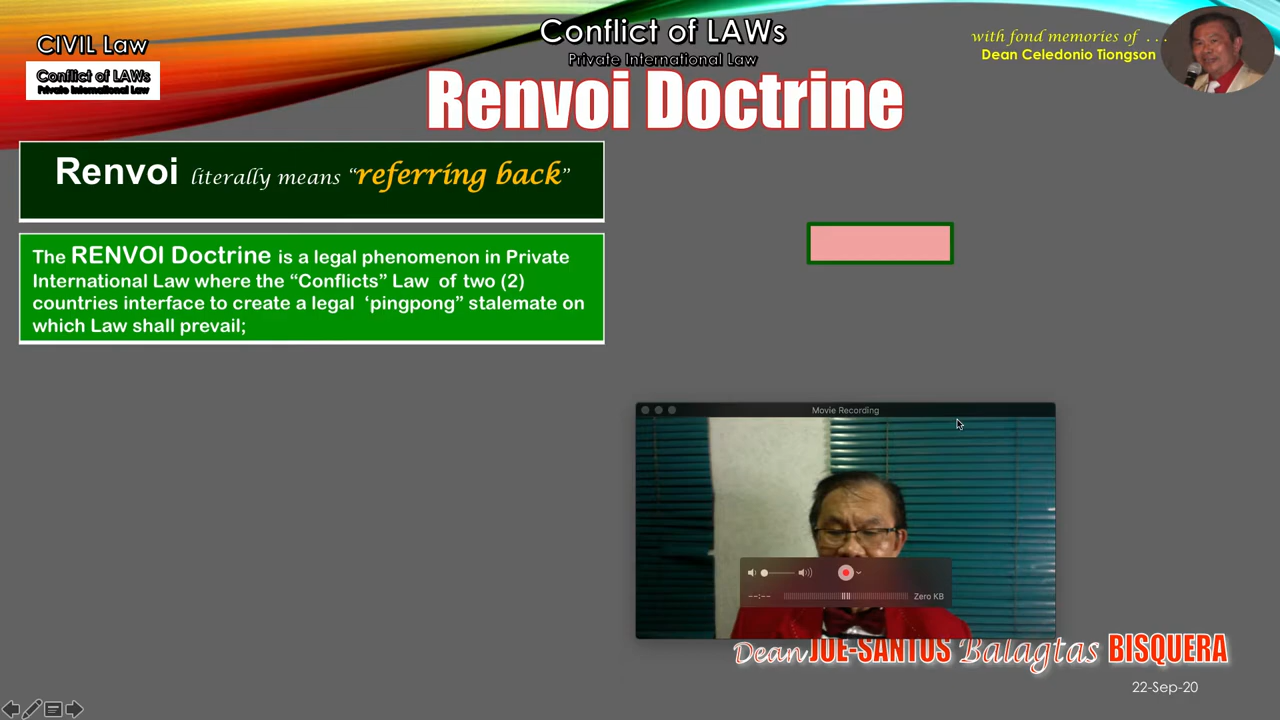 CIVIL Law
Conflict of LAWs
Private International Law
Conflict of LAWs
Private International Law
with fond memories of . . .
Dean Celedonio Tiongson
Renvoi Doctrine
Renvoi literally means “referring back”
The RENVOI Doctrine is a legal phenomenon in Private
International Law where the “Conflicts” Law of two (2)
countries interface to create a legal ‘pingpong” stalemate on
which Law shall prevail;
Movie Recording
--:--
Zero KB
Dean JOE-SANTOS Balagtas BISQUERA
22-Sep-20